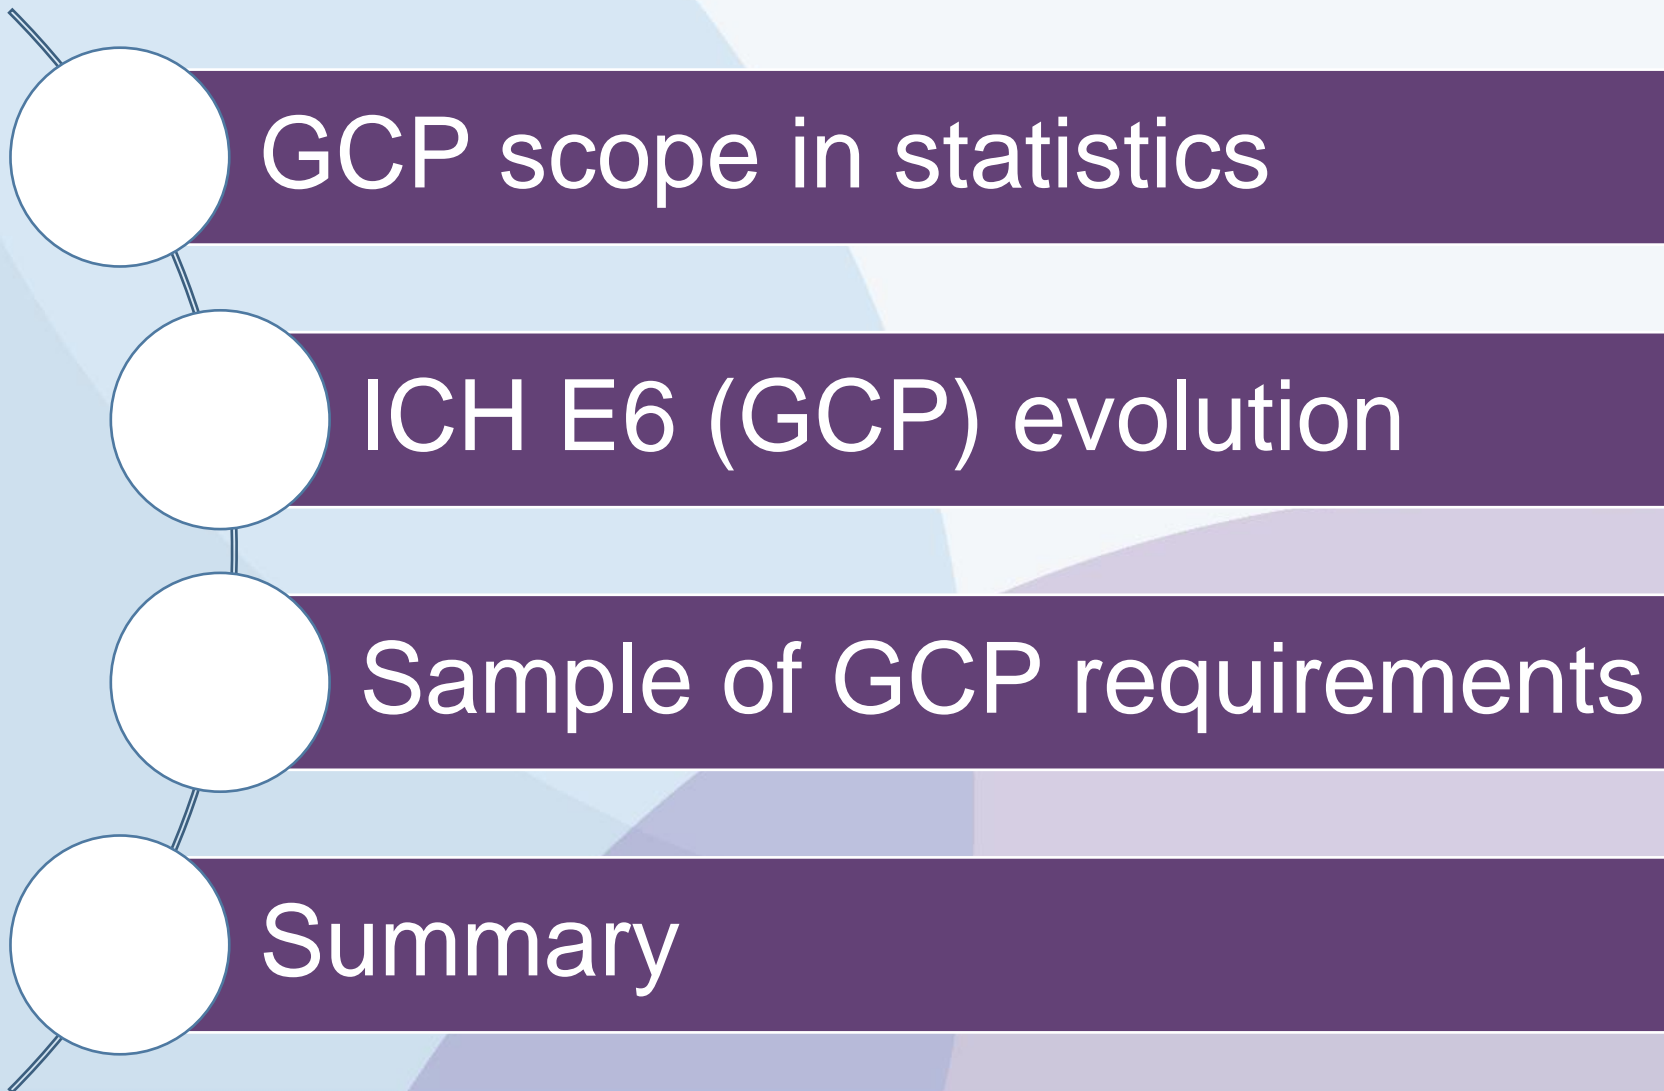 GCP scope in statistics
ICH E6 (GCP) evolution
Sample of GCP requirements
Summary